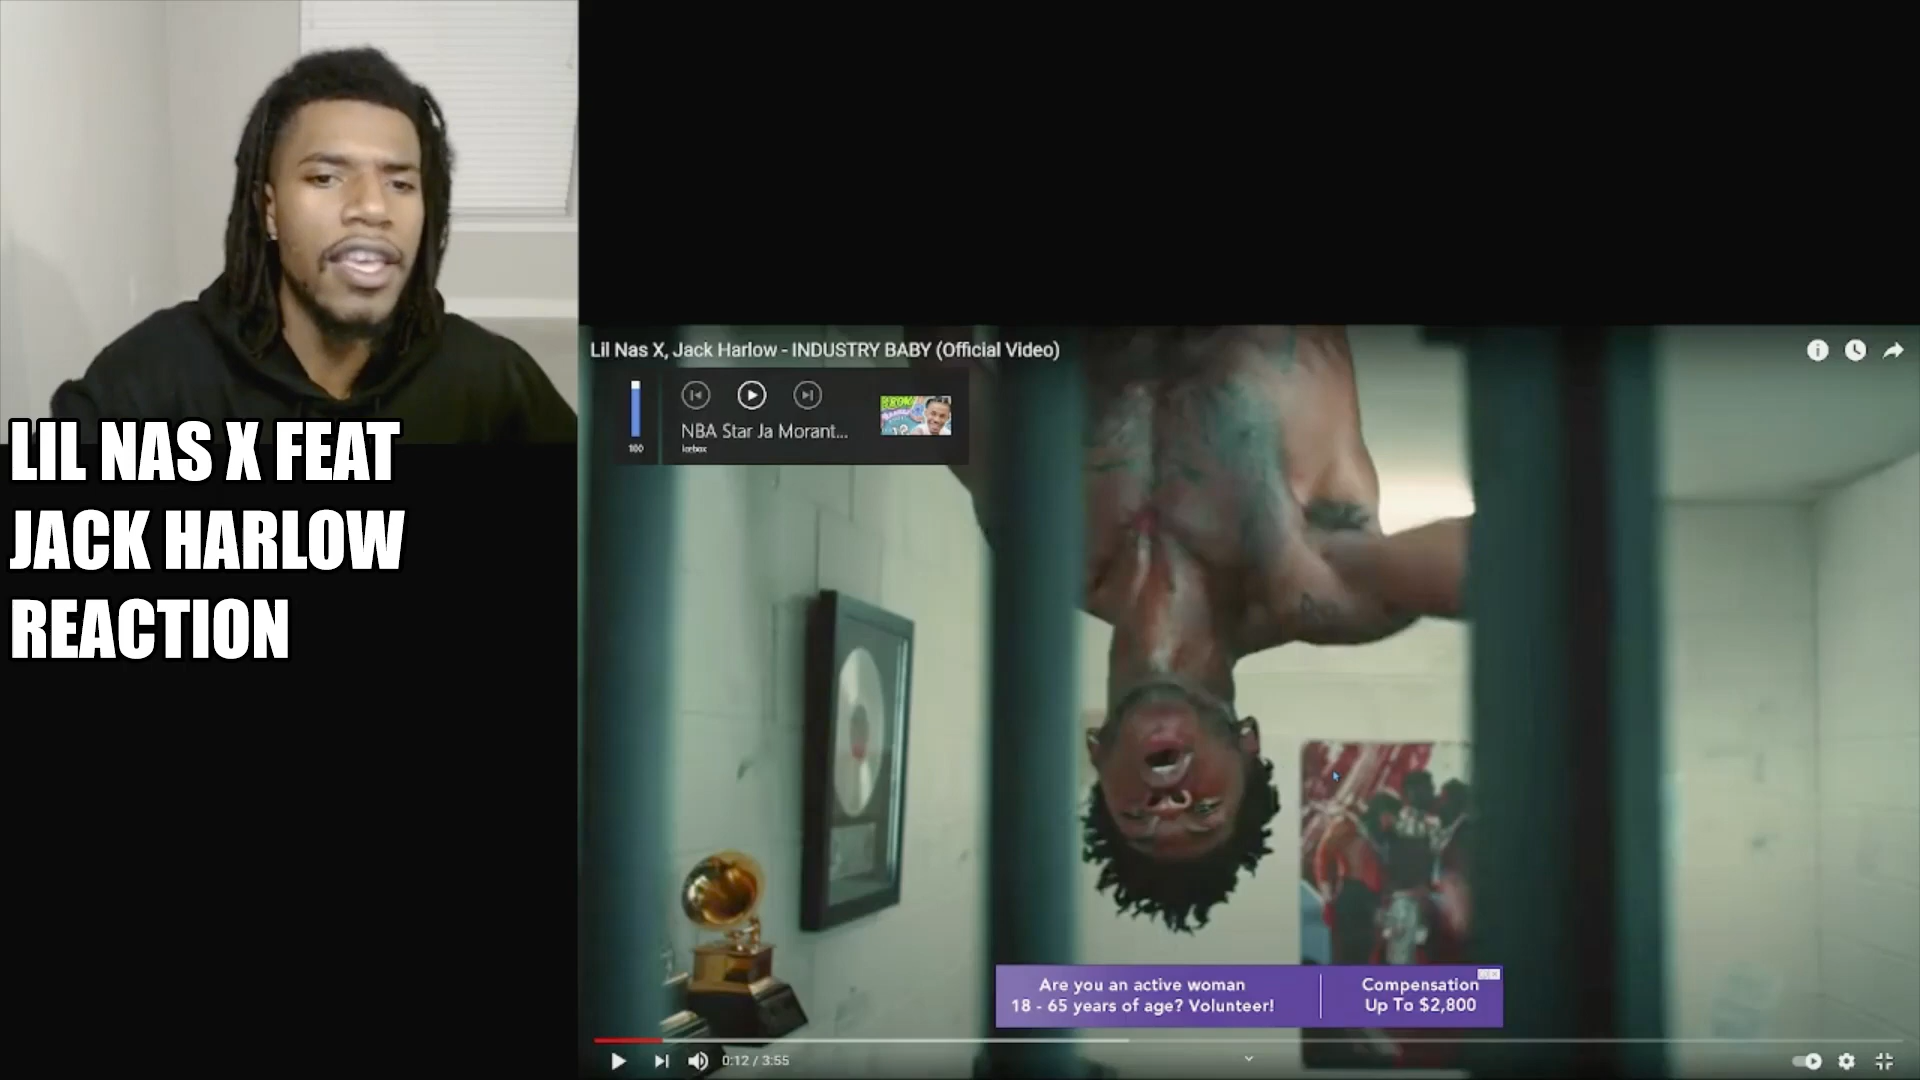 LIL NAS X FEAT
JACK HARLOW
REACTION
Lil Nas X, Jack Harlow - INDUSTRY BABY (Official Video)
100
NBA Star Ja Morant...
Icebox
Are you an active woman
18 - 65 years of age? Volunteer!
Compensation
Up To $2,800
0:12 / 3:55